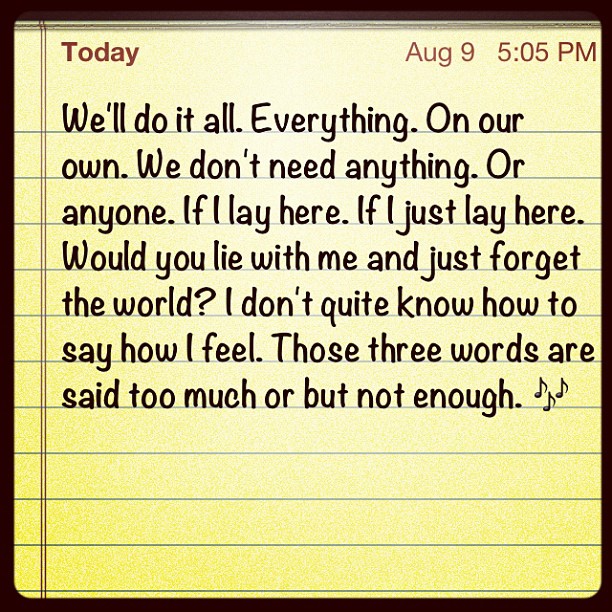 Today Aug 9 5:05 PM
We'll do it all. Everything. On our
own. We don't need anything. Or
anyone. If I lay here. If I just lay here.
Would you lie with me and just forget
the world? I don't quite know how to
say how I feel. Those three words are
said too much or but not enough. 🎶